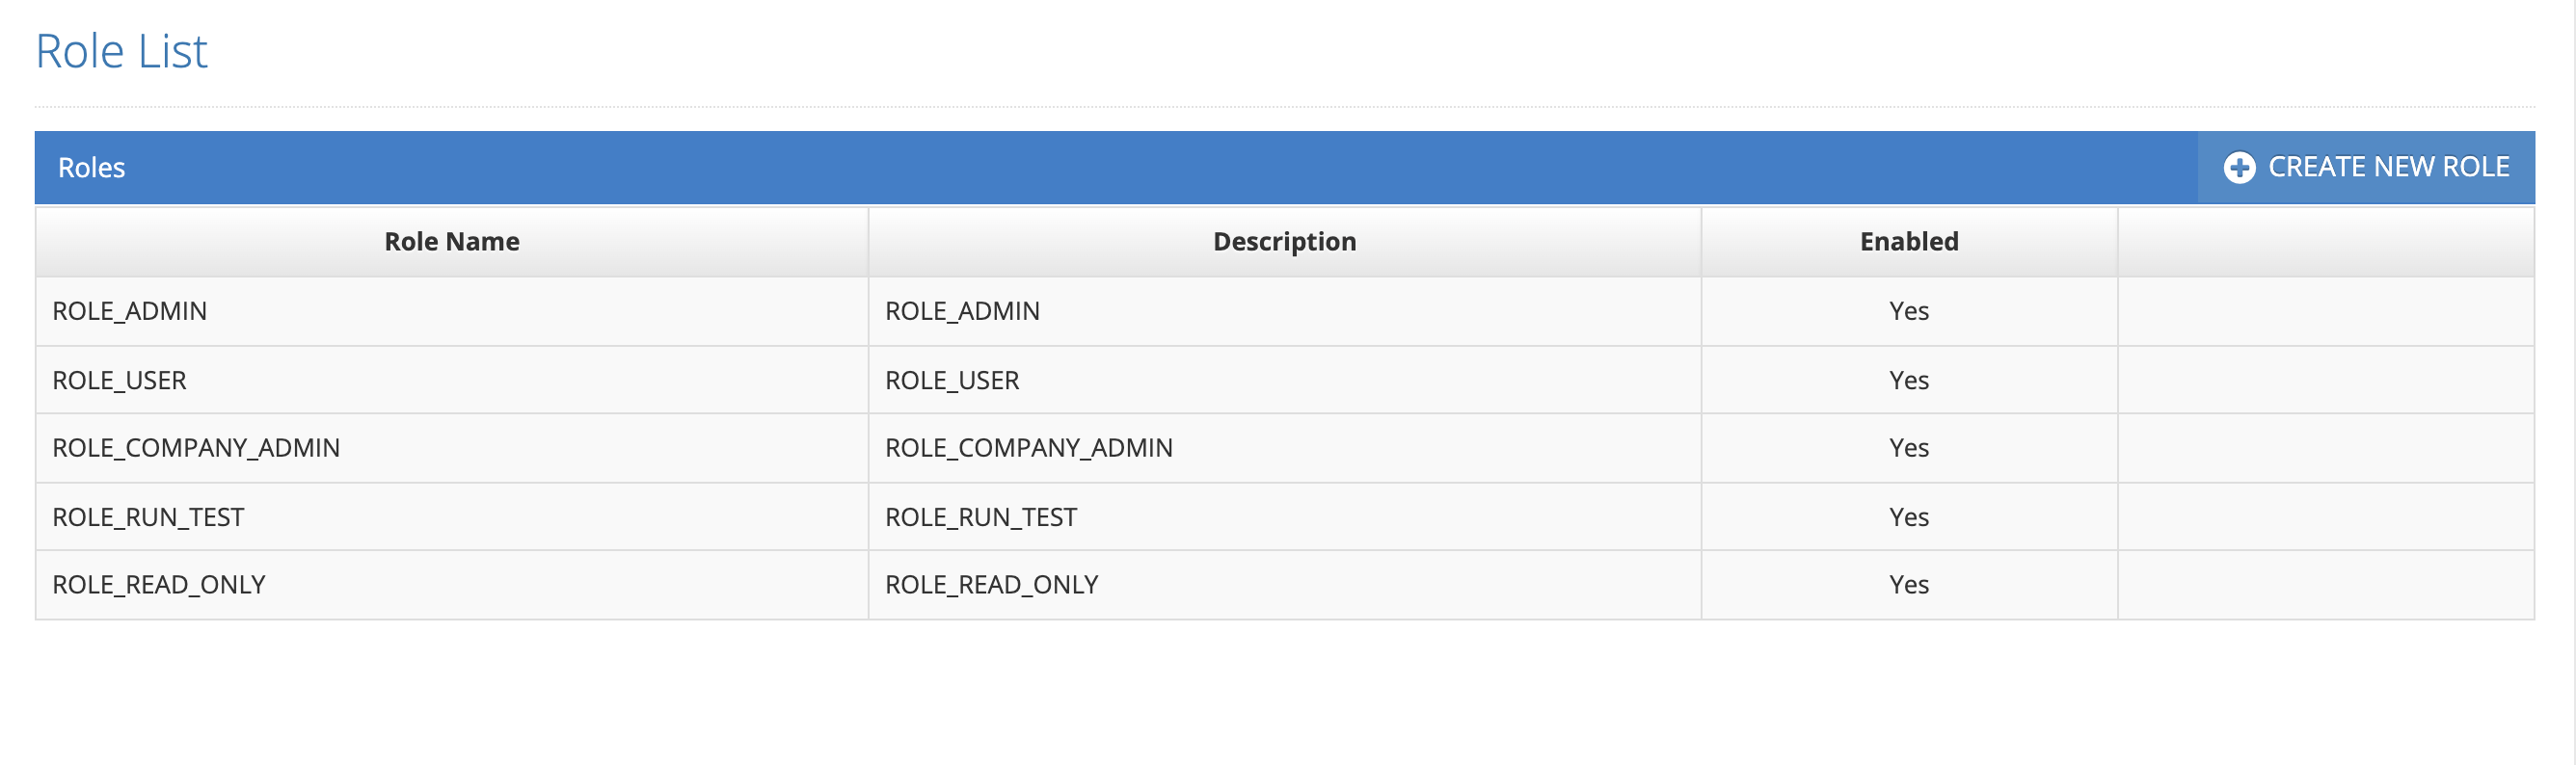 Role List
Roles CREATE NEW ROLE
Role Name Description Enabled
ROLE_ADMIN ROLE_ADMIN Yes
ROLE_USER ROLE_USER Yes
ROLE_COMPANY_ADMIN ROLE_COMPANY_ADMIN Yes
ROLE_RUN_TEST ROLE_RUN_TEST Yes
ROLE_READ_ONLY ROLE_READ_ONLY Yes